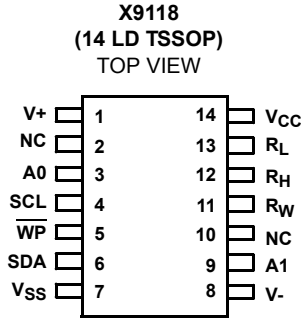 X9118
(14 LD TSSOP)
TOP VIEW
V+ 1 14 VCC
NC 2 13 RL
A0 3 12 RH
SCL 4 11 RW
WP 5 10 NC
SDA 6 9 A1
VSS 7 8 V-